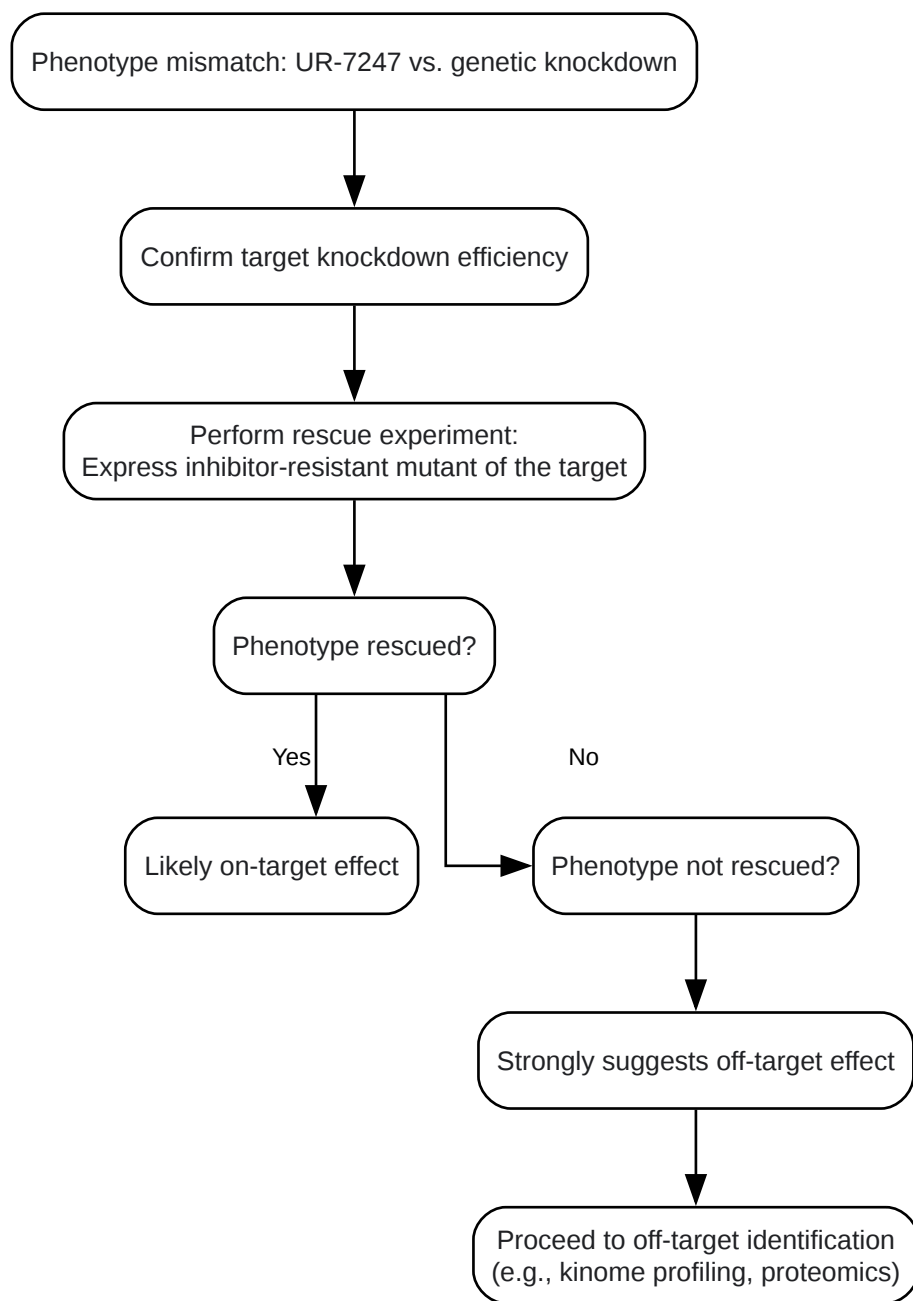 Phenotype mismatch: UR-7247 vs. genetic knockdown
Confirm target knockdown efficiency
Perform rescue experiment:
Express inhibitor-resistant mutant of the target
Phenotype rescued?
Yes
No
Likely on-target effect
Phenotype not rescued?
Strongly suggests off-target effect
Proceed to off-target identification
(e.g., kinome profiling, proteomics)